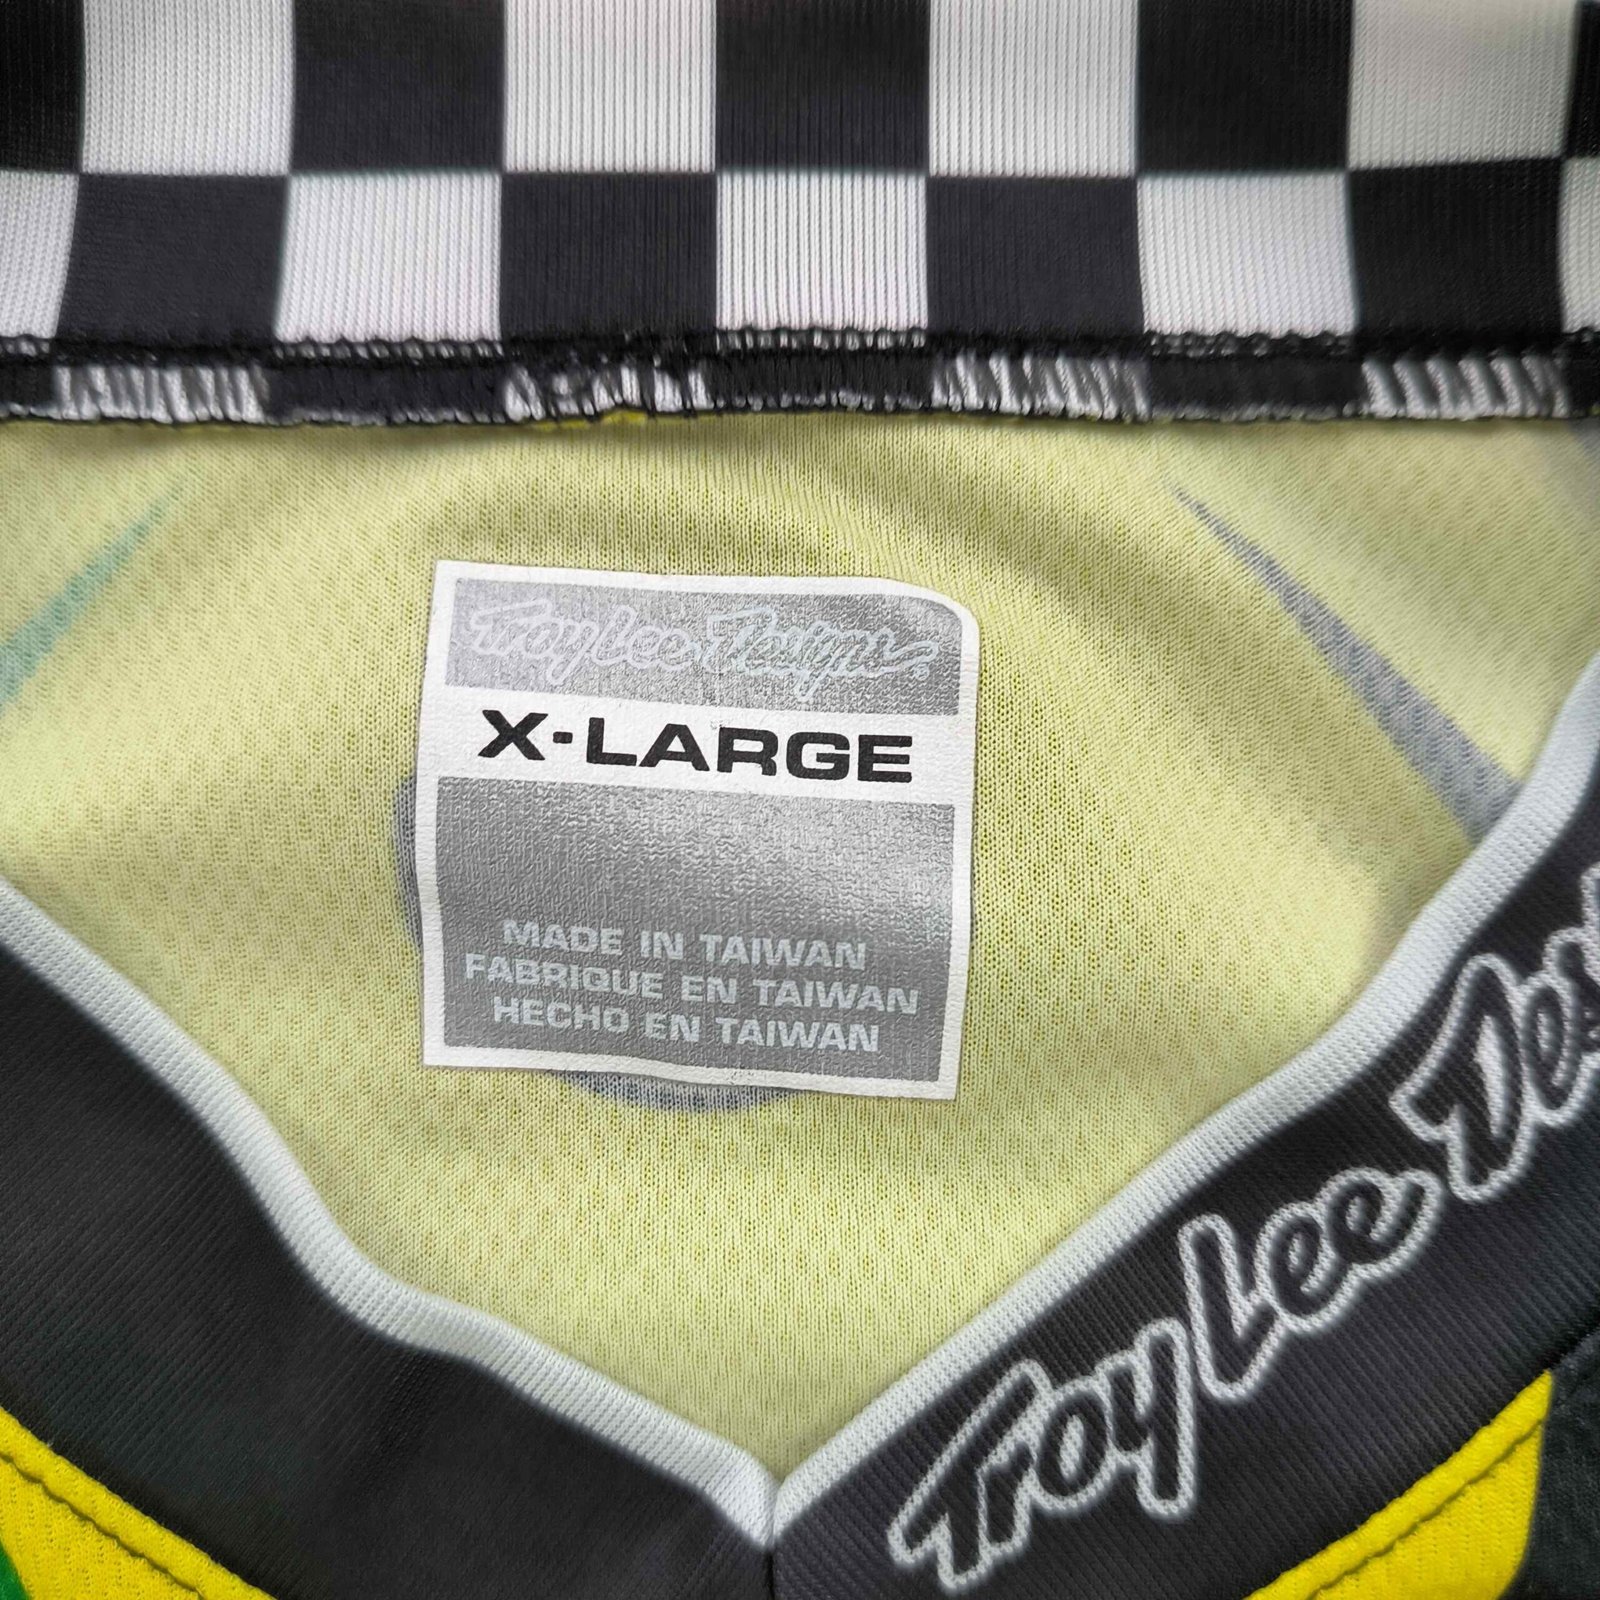 Troy Lee Designs
X-LARGE
MADE IN TAIWAN
FABRIQUE EN TAIWAN
HECHO EN TAIWAN
Troy Lee Des